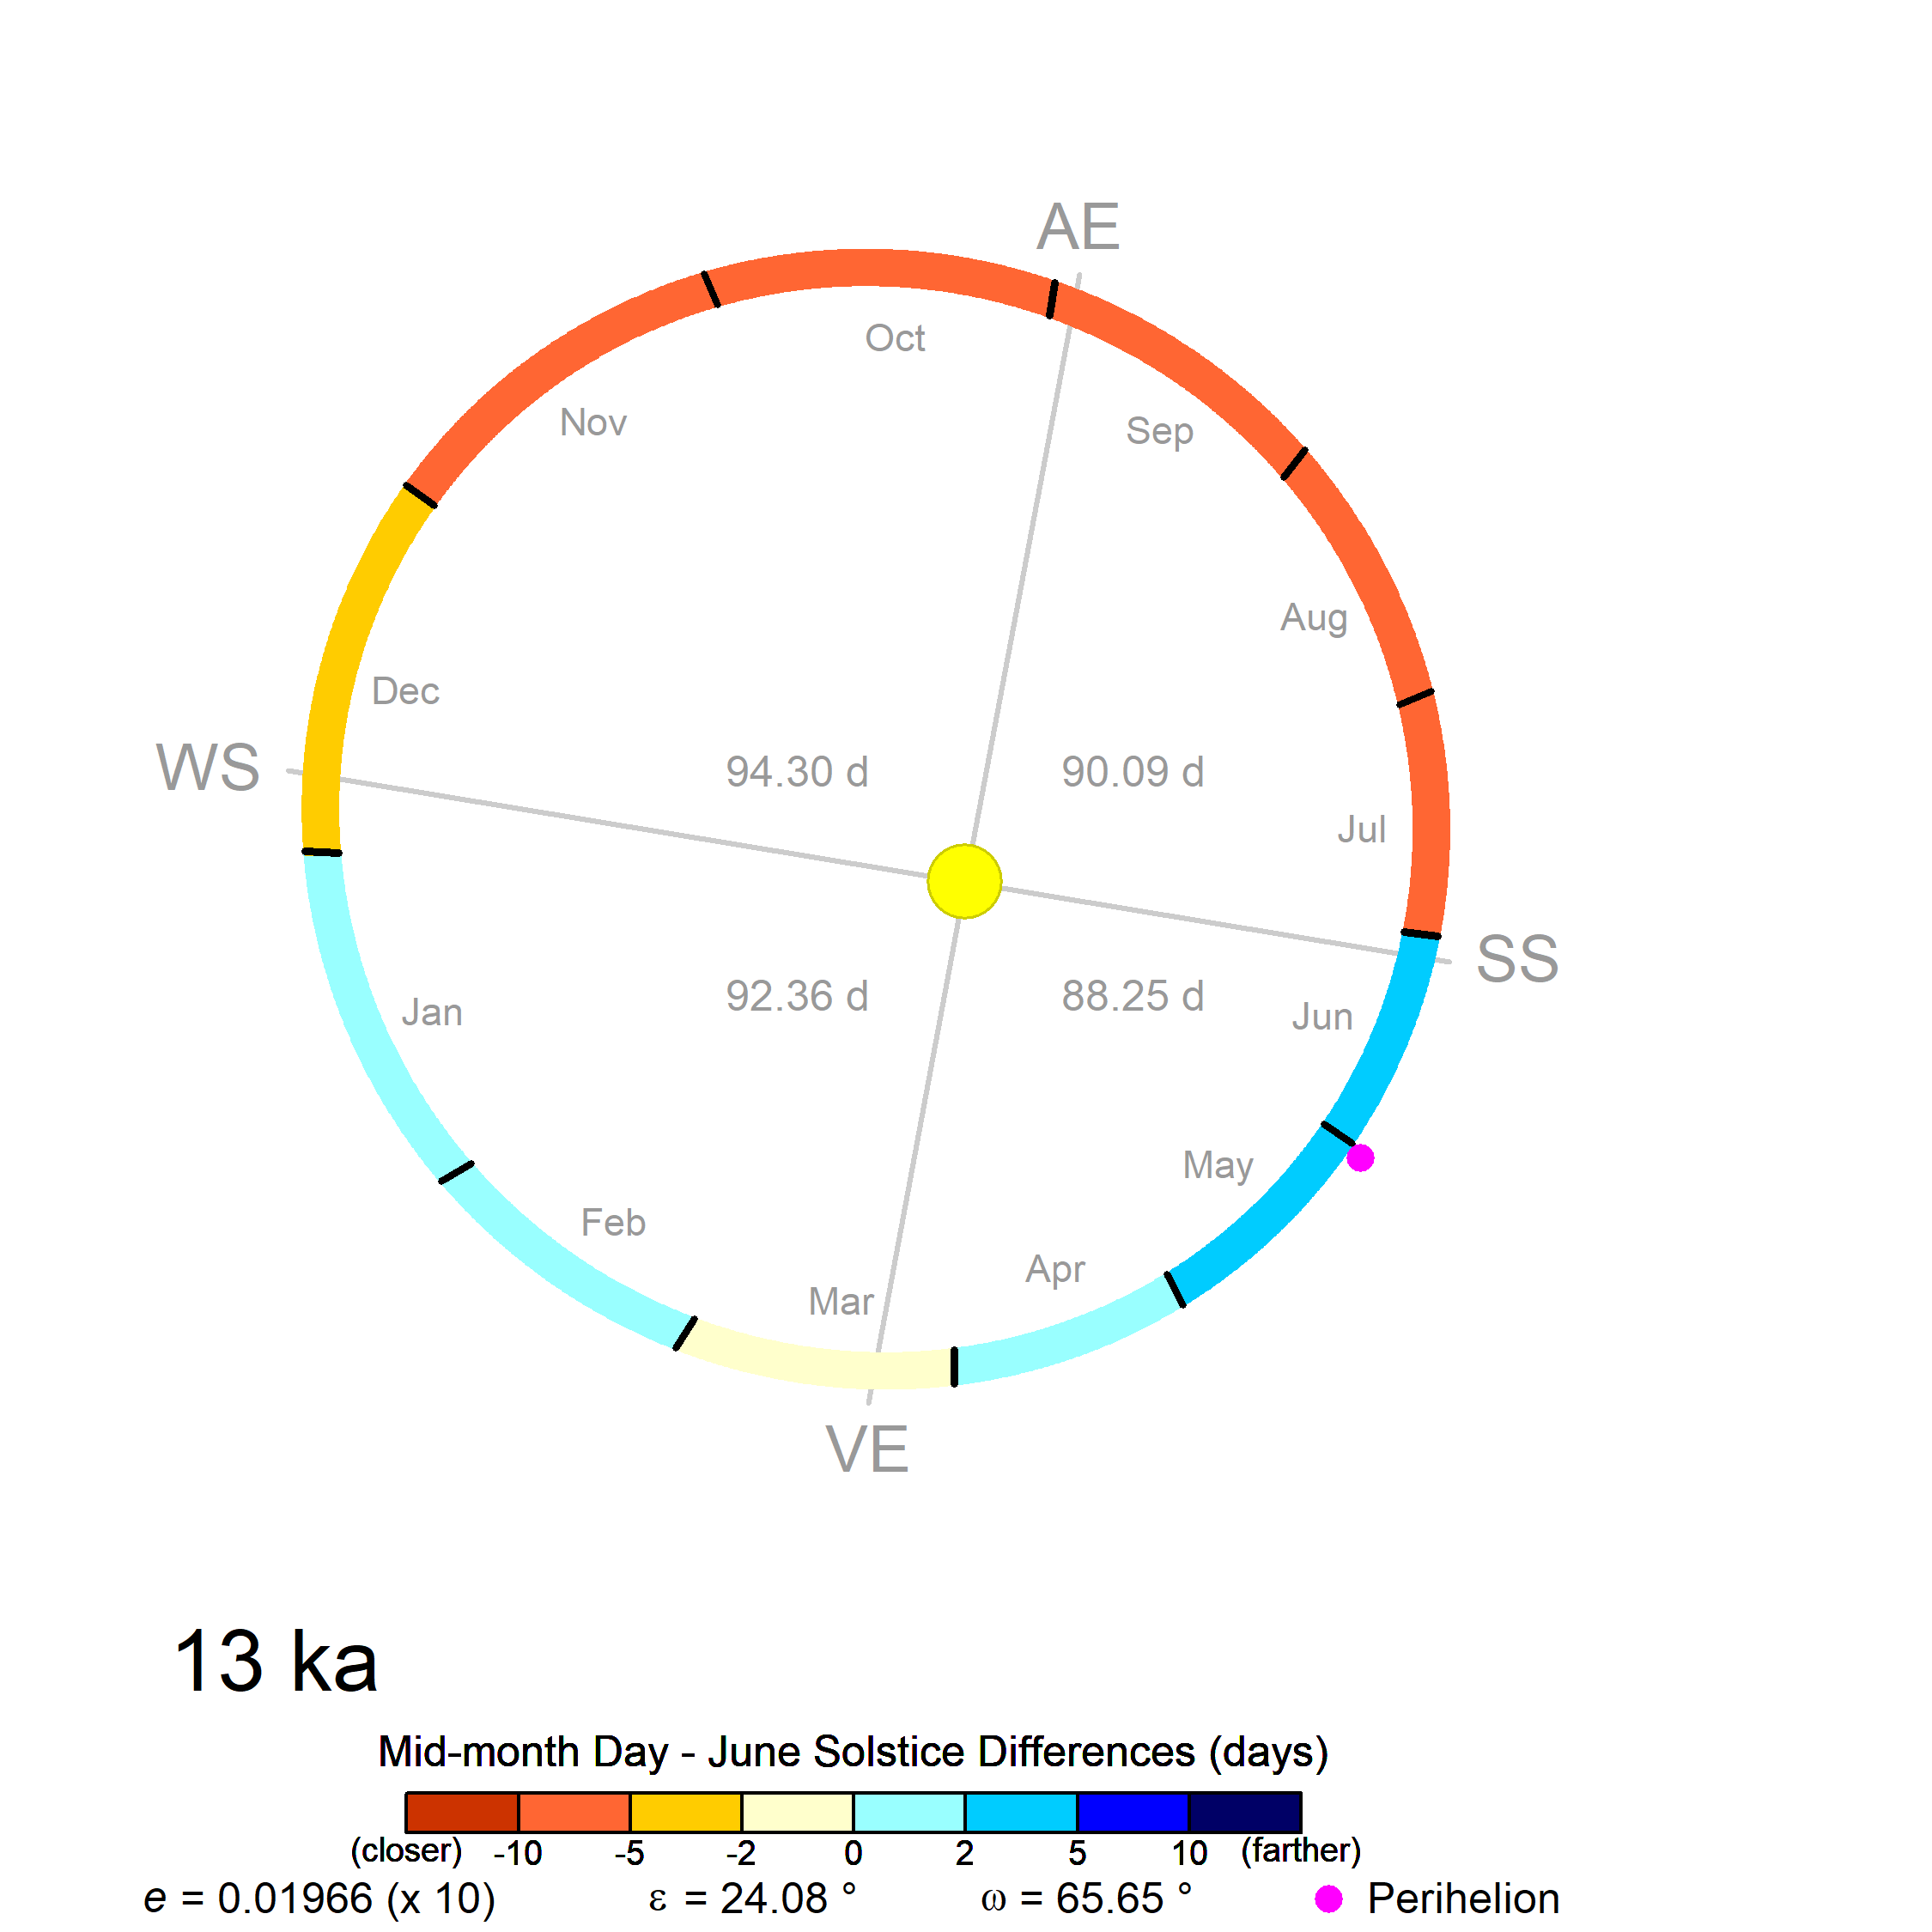 AE
Oct
Nov
Sep
Aug
Dec
WS
94.30 d
90.09 d
Jul
SS
92.36 d
88.25 d
Jan
Jun
May
Feb
Apr
Mar
VE
13 ka
Mid-month Day - June Solstice Differences (days)
(closer) -10 -5 -2 0 2 5 10 (farther)
e = 0.01966 (x 10) ε = 24.08 ° ω = 65.65 ° Perihelion